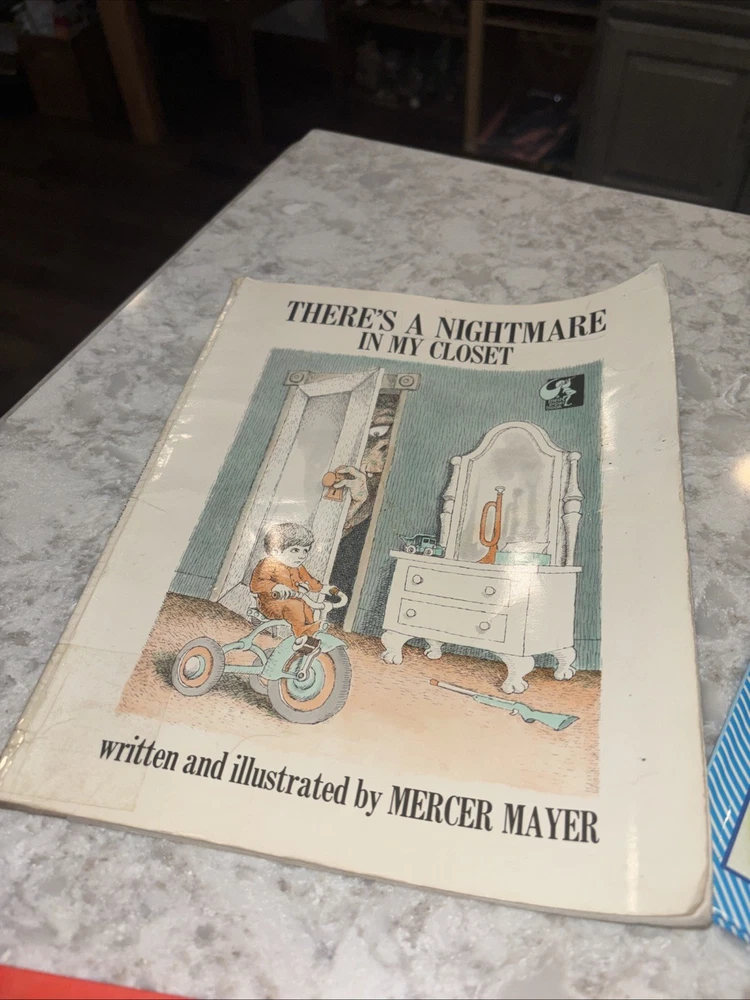 THERE'S A NIGHTMARE
IN MY CLOSET
written and illustrated by MERCER MAYER